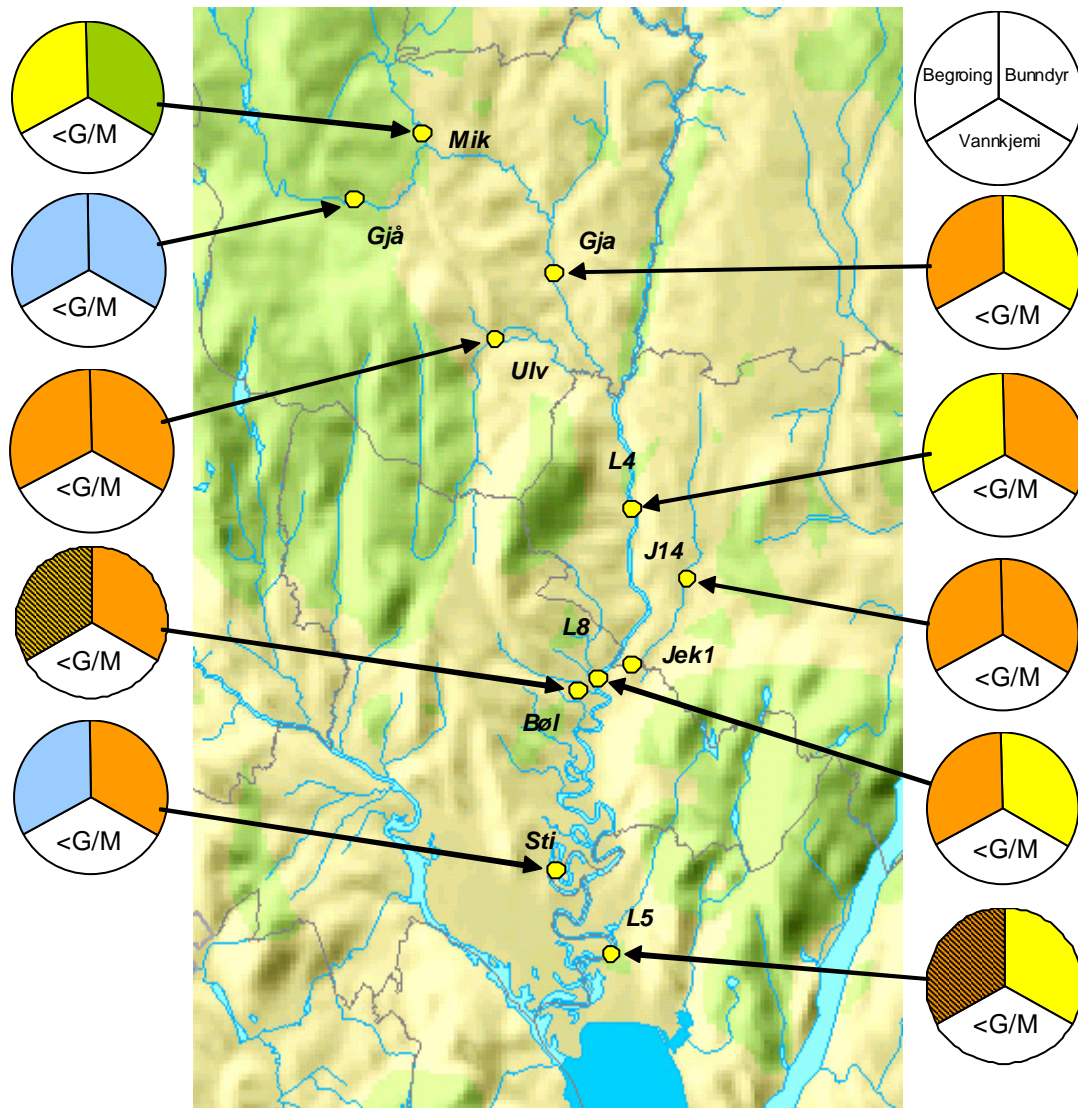 <G/M
Begroing
Bunndyr
Vannkjemi
Mik
<G/M
Gjå
Gja
<G/M
<G/M
Ulv
<G/M
L4
<G/M
J14
<G/M
L8
Jek1
<G/M
Bøl
<G/M
Sti
<G/M
L5
<G/M